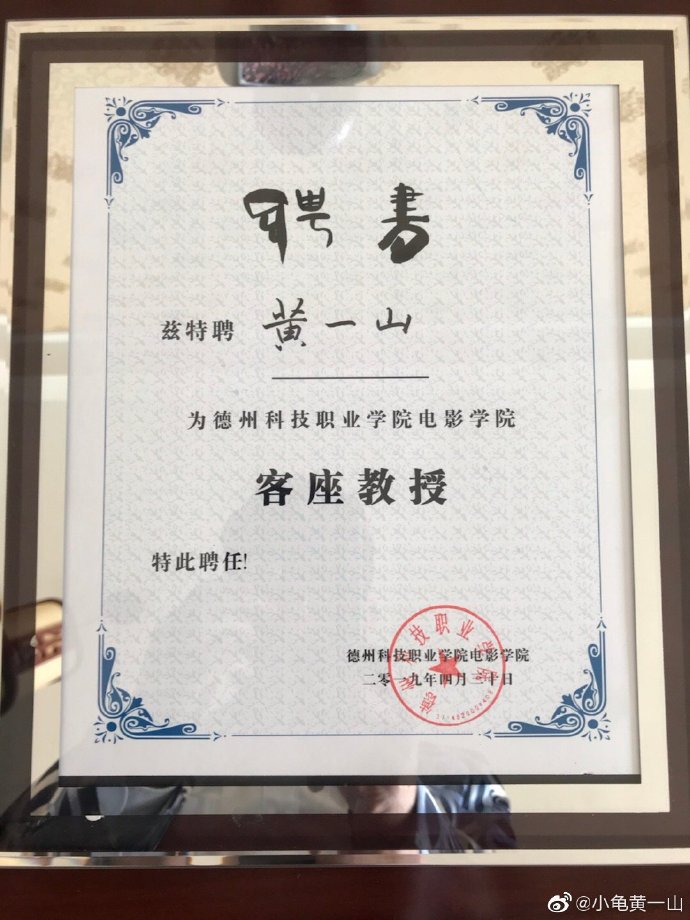 聘书
兹特聘 黄一山
为德州科技职业学院电影学院
客座教授
特此聘任!
德州科技职业学院电影学院
二零一九年四月三十日
@小龟黄一山